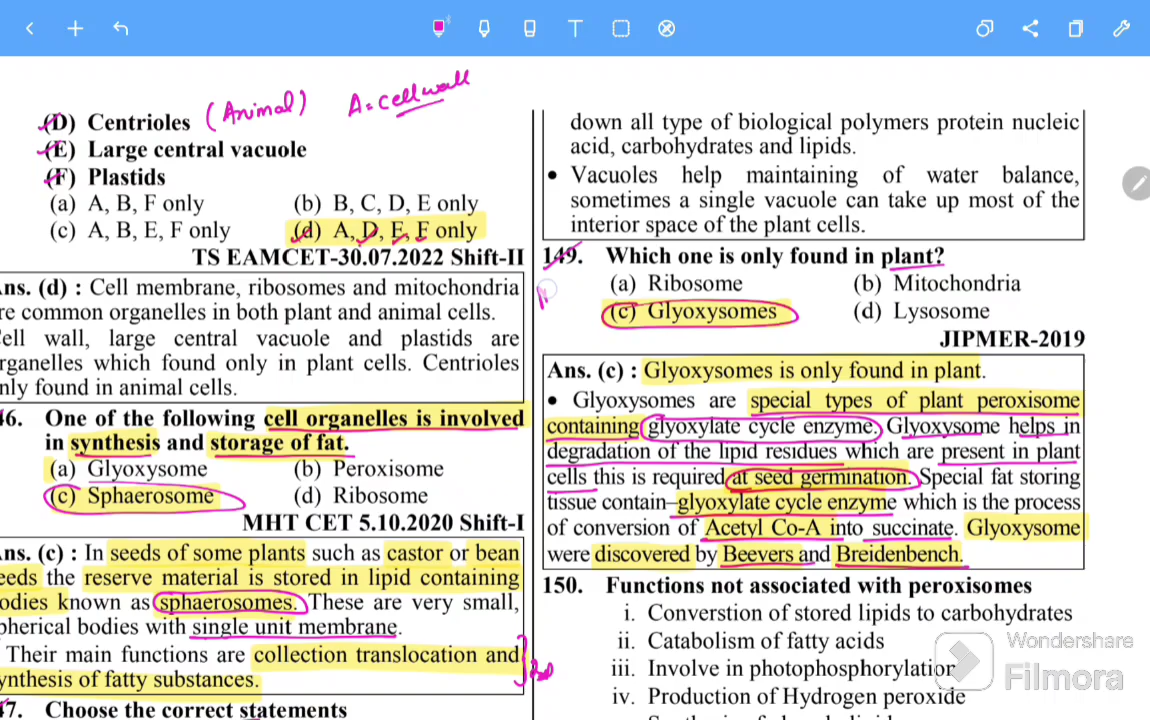 (D) Centrioles (Animal) A = cell wall
(E) Large central vacuole
(F) Plastids
(a) A, B, F only (b) B, C, D, E only
(c) A, B, E, F only (d) A, D, E, F only
TS EAMCET-30.07.2022 Shift-II
ns. (d) : Cell membrane, ribosomes and mitochondria
re common organelles in both plant and animal cells.
ell wall, large central vacuole and plastids are
rganelles which found only in plant cells. Centrioles
nly found in animal cells.
46. One of the following cell organelles is involved
in synthesis and storage of fat.
(a) Glyoxysome (b) Peroxisome
(c) Sphaerosome (d) Ribosome
MHT CET 5.10.2020 Shift-I
ns. (c) : In seeds of some plants such as castor or bean
eeds the reserve material is stored in lipid containing
odies known as sphaerosomes. These are very small,
pherical bodies with single unit membrane.
Their main functions are collection translocation and
ynthesis of fatty substances.
47. Choose the correct statements
down all type of biological polymers protein nucleic
acid, carbohydrates and lipids.
• Vacuoles help maintaining of water balance,
sometimes a single vacuole can take up most of the
interior space of the plant cells.
149. Which one is only found in plant?
(a) Ribosome (b) Mitochondria
(c) Glyoxysomes (d) Lysosome
JIPMER-2019
Ans. (c) : Glyoxysomes is only found in plant.
• Glyoxysomes are special types of plant peroxisome
containing glyoxylate cycle enzyme. Glyoxysome helps in
degradation of the lipid residues which are present in plant
cells this is required at seed germination. Special fat storing
tissue contain–glyoxylate cycle enzyme which is the process
of conversion of Acetyl Co-A into succinate. Glyoxysome
were discovered by Beevers and Breidenbench.
150. Functions not associated with peroxisomes
i. Converstion of stored lipids to carbohydrates
ii. Catabolism of fatty acids
iii. Involve in photophosphorylation
iv. Production of Hydrogen peroxide
Wondershare
Filmora